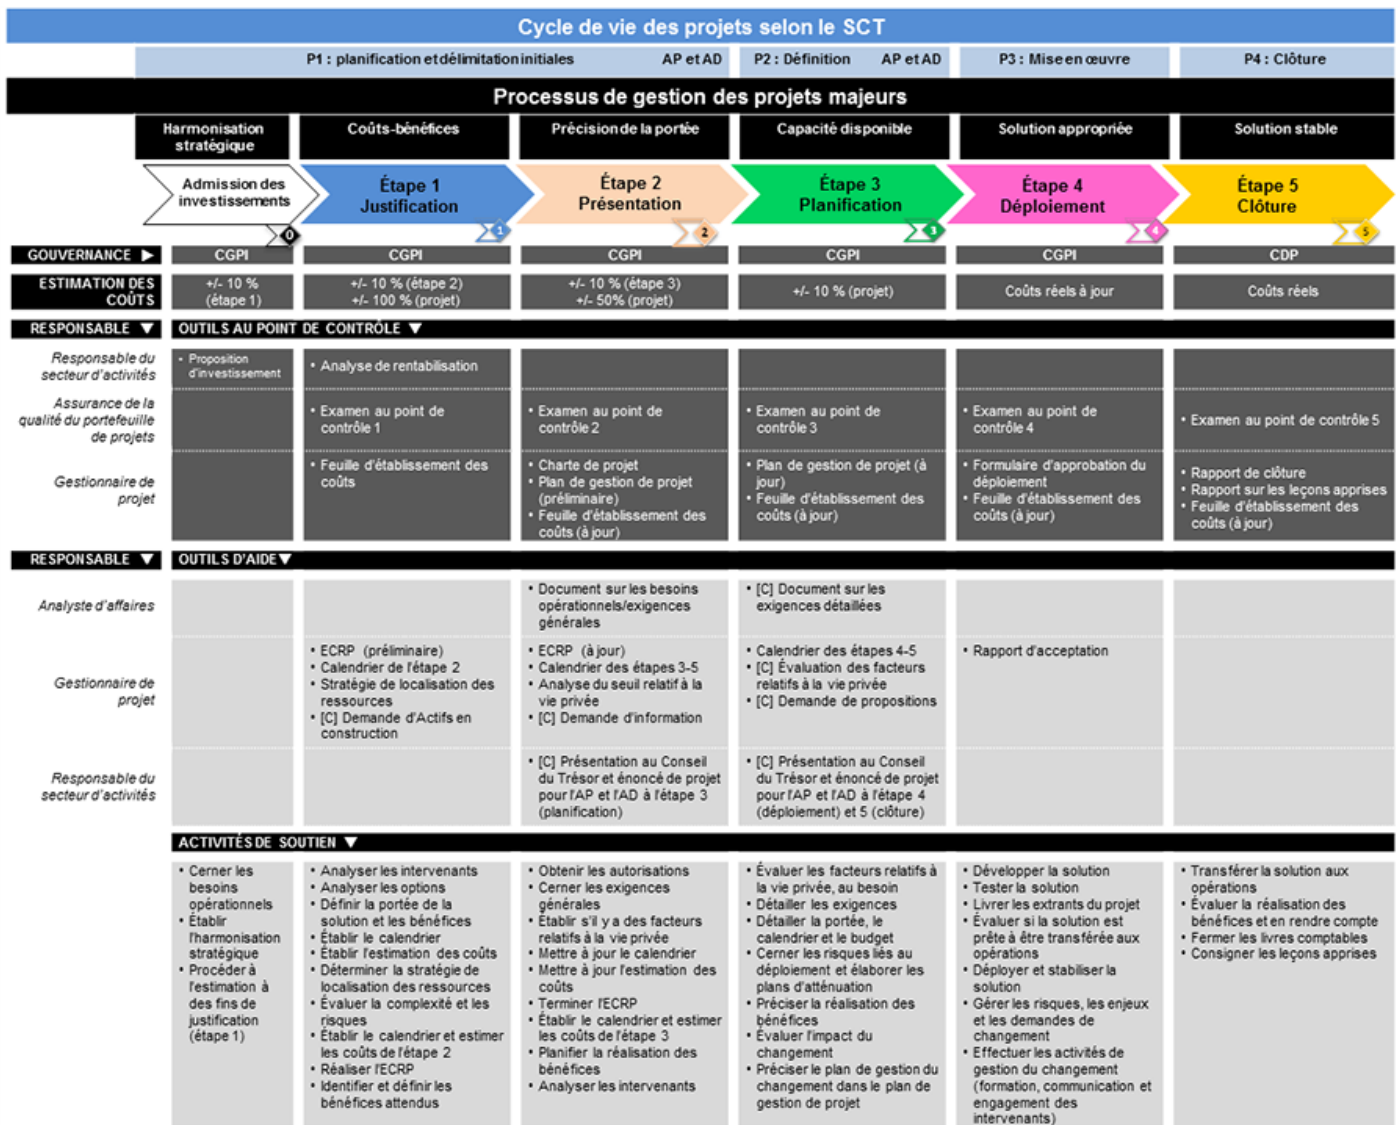 Cycle de vie des projets selon le SCT
P1 : planification et délimitation initiales AP et AD
P2 : Définition AP et AD
P3 : Mise en œuvre
P4 : Clôture
Processus de gestion des projets majeurs
Harmonisation
stratégique
Coûts-bénéfices
Précision de la portée
Capacité disponible
Solution appropriée
Solution stable
Admission des
investissements
0
Étape 1
Justification
1
Étape 2
Présentation
2
Étape 3
Planification
3
Étape 4
Déploiement
4
Étape 5
Clôture
5
GOUVERNANCE ▶
CGPI
CGPI
CGPI
CGPI
CGPI
CDP
ESTIMATION DES
COÛTS
+/- 10 %
(étape 1)
+/- 10 % (étape 2)
+/- 100 % (projet)
+/- 10 % (étape 3)
+/- 50% (projet)
+/- 10 % (projet)
Coûts réels à jour
Coûts réels
RESPONSABLE ▼
OUTILS AU POINT DE CONTRÔLE ▼
Responsable du
secteur d'activités
• Proposition
d'investissement
• Analyse de rentabilisation
Assurance de la
qualité du portefeuille
de projets
• Examen au point de
contrôle 1
• Examen au point de
contrôle 2
• Examen au point de
contrôle 3
• Examen au point de
contrôle 4
• Examen au point de contrôle 5
Gestionnaire de
projet
• Feuille d'établissement des
coûts
• Charte de projet
• Plan de gestion de projet
(préliminaire)
• Feuille d'établissement des
coûts (à jour)
• Plan de gestion de projet (à
jour)
• Feuille d'établissement des
coûts (à jour)
• Formulaire d'approbation du
déploiement
• Feuille d'établissement des
coûts (à jour)
• Rapport de clôture
• Rapport sur les leçons apprises
• Feuille d'établissement des
coûts (à jour)
RESPONSABLE ▼
OUTILS D'AIDE▼
Analyste d'affaires
• Document sur les besoins
opérationnels/exigences
générales
• [C] Document sur les
exigences détaillées
Gestionnaire de
projet
• ECRP (préliminaire)
• Calendrier de l'étape 2
• Stratégie de localisation des
ressources
• [C] Demande d'Actifs en
construction
• ECRP (à jour)
• Calendrier des étapes 3-5
• Analyse du seuil relatif à la
vie privée
• [C] Demande d'information
• Calendrier des étapes 4-5
• [C] Évaluation des facteurs
relatifs à la vie privée
• [C] Demande de propositions
• Rapport d'acceptation
Responsable du
secteur d'activités
• [C] Présentation au Conseil
du Trésor et énoncé de projet
pour l'AP et l'AD à l'étape 3
(planification)
• [C] Présentation au Conseil
du Trésor et énoncé de projet
pour l'AP et l'AD à l'étape 4
(déploiement) et 5 (clôture)
ACTIVITÉS DE SOUTIEN ▼
• Cerner les
besoins
opérationnels
• Établir
l'harmonisation
stratégique
• Procéder à
l'estimation à
des fins de
justification
(étape 1)
• Analyser les intervenants
• Analyser les options
• Définir la portée de la
solution et les bénéfices
• Établir le calendrier
• Établir l'estimation des coûts
• Déterminer la stratégie de
localisation des ressources
• Évaluer la complexité et les
risques
• Établir le calendrier et estimer
les coûts de l'étape 2
• Réaliser l'ECRP
• Identifier et définir les
bénéfices attendus
• Obtenir les autorisations
• Cerner les exigences
générales
• Établir s'il y a des facteurs
relatifs à la vie privée
• Mettre à jour le calendrier
• Mettre à jour l'estimation des
coûts
• Terminer l'ECRP
• Établir le calendrier et estimer
les coûts de l'étape 3
• Planifier la réalisation des
bénéfices
• Analyser les intervenants
• Évaluer les facteurs relatifs à
la vie privée, au besoin
• Détailler les exigences
• Détailler la portée, le
calendrier et le budget
• Cerner les risques liés au
déploiement et élaborer les
plans d'atténuation
• Préciser la réalisation des
bénéfices
• Évaluer l'impact du
changement
• Préciser le plan de gestion du
changement dans le plan de
gestion de projet
• Développer la solution
• Tester la solution
• Livrer les extrants du projet
• Évaluer si la solution est
prête à être transférée aux
opérations
• Déployer et stabiliser la
solution
• Gérer les risques, les enjeux
et les demandes de
changement
• Effectuer les activités de
gestion du changement
(formation, communication et
engagement des
intervenants)
• Transférer la solution aux
opérations
• Évaluer la réalisation des
bénéfices et en rendre compte
• Fermer les livres comptables
• Consigner les leçons apprises